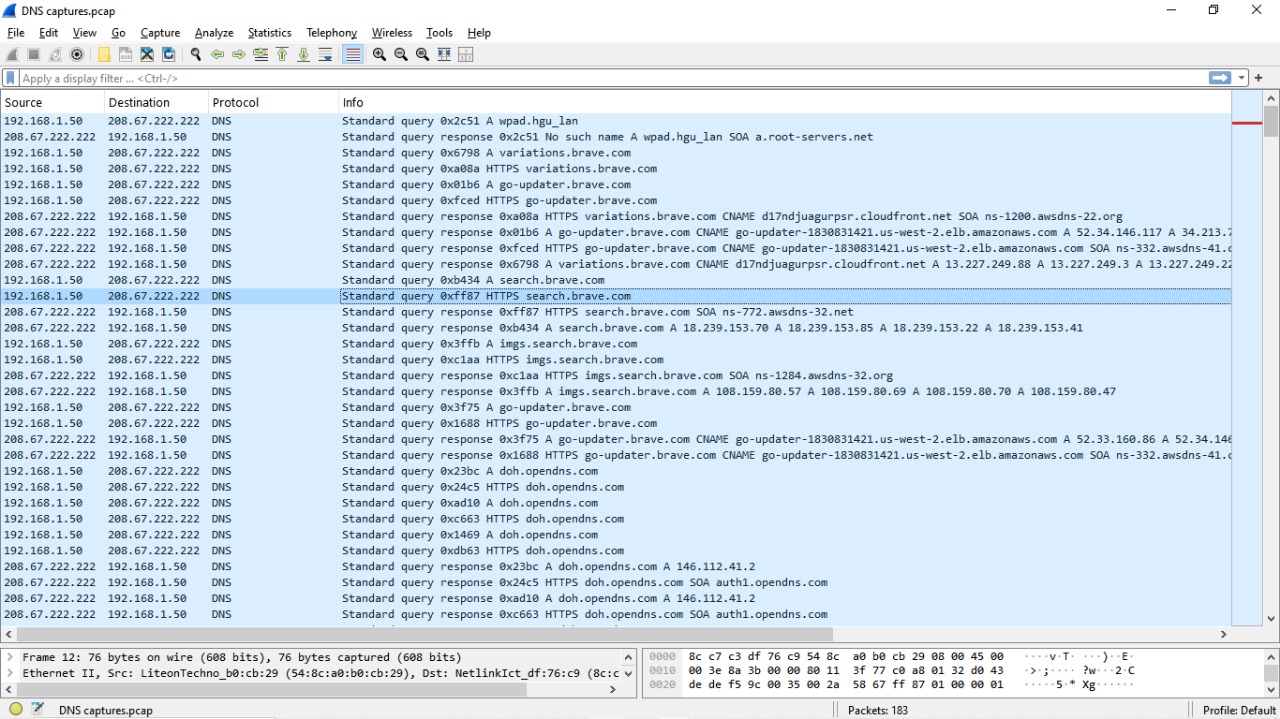 DNS captures.pcap
File Edit View Go Capture Analyze Statistics Telephony Wireless Tools Help
Apply a display filter ... <Ctrl-/>
Source Destination Protocol Info
192.168.1.50 208.67.222.222 DNS Standard query 0x2c51 A wpad.hgu_lan
208.67.222.222 192.168.1.50 DNS Standard query response 0x2c51 No such name A wpad.hgu_lan SOA a.root-servers.net
192.168.1.50 208.67.222.222 DNS Standard query 0x6798 A variations.brave.com
192.168.1.50 208.67.222.222 DNS Standard query 0xa08a HTTPS variations.brave.com
192.168.1.50 208.67.222.222 DNS Standard query 0x01b6 A go-updater.brave.com
192.168.1.50 208.67.222.222 DNS Standard query 0xfced HTTPS go-updater.brave.com
208.67.222.222 192.168.1.50 DNS Standard query response 0xa08a HTTPS variations.brave.com CNAME d17ndjuagurpsr.cloudfront.net SOA ns-1200.awsdns-22.org
208.67.222.222 192.168.1.50 DNS Standard query response 0x01b6 A go-updater.brave.com CNAME go-updater-1830831421.us-west-2.elb.amazonaws.com A 52.34.146.117 A 34.213.7
208.67.222.222 192.168.1.50 DNS Standard query response 0xfced HTTPS go-updater.brave.com CNAME go-updater-1830831421.us-west-2.elb.amazonaws.com SOA ns-332.awsdns-41.c
208.67.222.222 192.168.1.50 DNS Standard query response 0x6798 A variations.brave.com CNAME d17ndjuagurpsr.cloudfront.net A 13.227.249.88 A 13.227.249.3 A 13.227.249.22
192.168.1.50 208.67.222.222 DNS Standard query 0xb434 A search.brave.com
192.168.1.50 208.67.222.222 DNS Standard query 0xff87 HTTPS search.brave.com
208.67.222.222 192.168.1.50 DNS Standard query response 0xff87 HTTPS search.brave.com SOA ns-772.awsdns-32.net
208.67.222.222 192.168.1.50 DNS Standard query response 0xb434 A search.brave.com A 18.239.153.70 A 18.239.153.85 A 18.239.153.22 A 18.239.153.41
192.168.1.50 208.67.222.222 DNS Standard query 0x3ffb A imgs.search.brave.com
192.168.1.50 208.67.222.222 DNS Standard query 0xc1aa HTTPS imgs.search.brave.com
208.67.222.222 192.168.1.50 DNS Standard query response 0xc1aa HTTPS imgs.search.brave.com SOA ns-1284.awsdns-32.org
208.67.222.222 192.168.1.50 DNS Standard query response 0x3ffb A imgs.search.brave.com A 108.159.80.57 A 108.159.80.69 A 108.159.80.70 A 108.159.80.47
192.168.1.50 208.67.222.222 DNS Standard query 0x3f75 A go-updater.brave.com
192.168.1.50 208.67.222.222 DNS Standard query 0x1688 HTTPS go-updater.brave.com
208.67.222.222 192.168.1.50 DNS Standard query response 0x3f75 A go-updater.brave.com CNAME go-updater-1830831421.us-west-2.elb.amazonaws.com A 52.33.160.86 A 52.34.146
208.67.222.222 192.168.1.50 DNS Standard query response 0x1688 HTTPS go-updater.brave.com CNAME go-updater-1830831421.us-west-2.elb.amazonaws.com SOA ns-332.awsdns-41.c
192.168.1.50 208.67.222.222 DNS Standard query 0x23bc A doh.opendns.com
192.168.1.50 208.67.222.222 DNS Standard query 0x24c5 HTTPS doh.opendns.com
192.168.1.50 208.67.222.222 DNS Standard query 0xad10 A doh.opendns.com
192.168.1.50 208.67.222.222 DNS Standard query 0xc663 HTTPS doh.opendns.com
192.168.1.50 208.67.222.222 DNS Standard query 0x1469 A doh.opendns.com
192.168.1.50 208.67.222.222 DNS Standard query 0xdb63 HTTPS doh.opendns.com
208.67.222.222 192.168.1.50 DNS Standard query response 0x23bc A doh.opendns.com A 146.112.41.2
208.67.222.222 192.168.1.50 DNS Standard query response 0x24c5 HTTPS doh.opendns.com SOA auth1.opendns.com
208.67.222.222 192.168.1.50 DNS Standard query response 0xad10 A doh.opendns.com A 146.112.41.2
208.67.222.222 192.168.1.50 DNS Standard query response 0xc663 HTTPS doh.opendns.com SOA auth1.opendns.com
Frame 12: 76 bytes on wire (608 bits), 76 bytes captured (608 bits)
Ethernet II, Src: LiteonTechno_b0:cb:29 (54:8c:a0:b0:cb:29), Dst: NetlinkIct_df:76:c9 (8c:c
0000 8c c7 c3 df 76 c9 54 8c a0 b0 cb 29 08 00 45 00 ····v·T· ···)··E·
0010 00 3e 8a 3b 00 00 80 11 3f 77 c0 a8 01 32 d0 43 ·>·;···· ?w···2·C
0020 de de f5 9c 00 35 00 2a 58 67 ff 87 01 00 00 01 ·····5·* Xg······
DNS captures.pcap
Packets: 183
Profile: Default